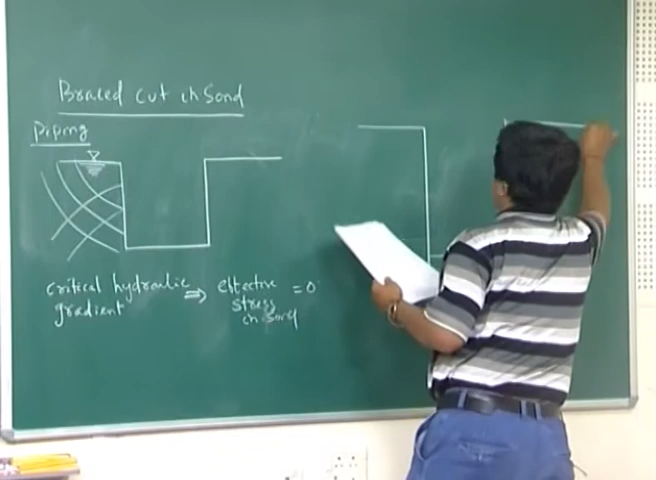 Braced cut in Sand
Piping
critical hydraulic
gradient
⇒ effective
stress
in sand
= 0